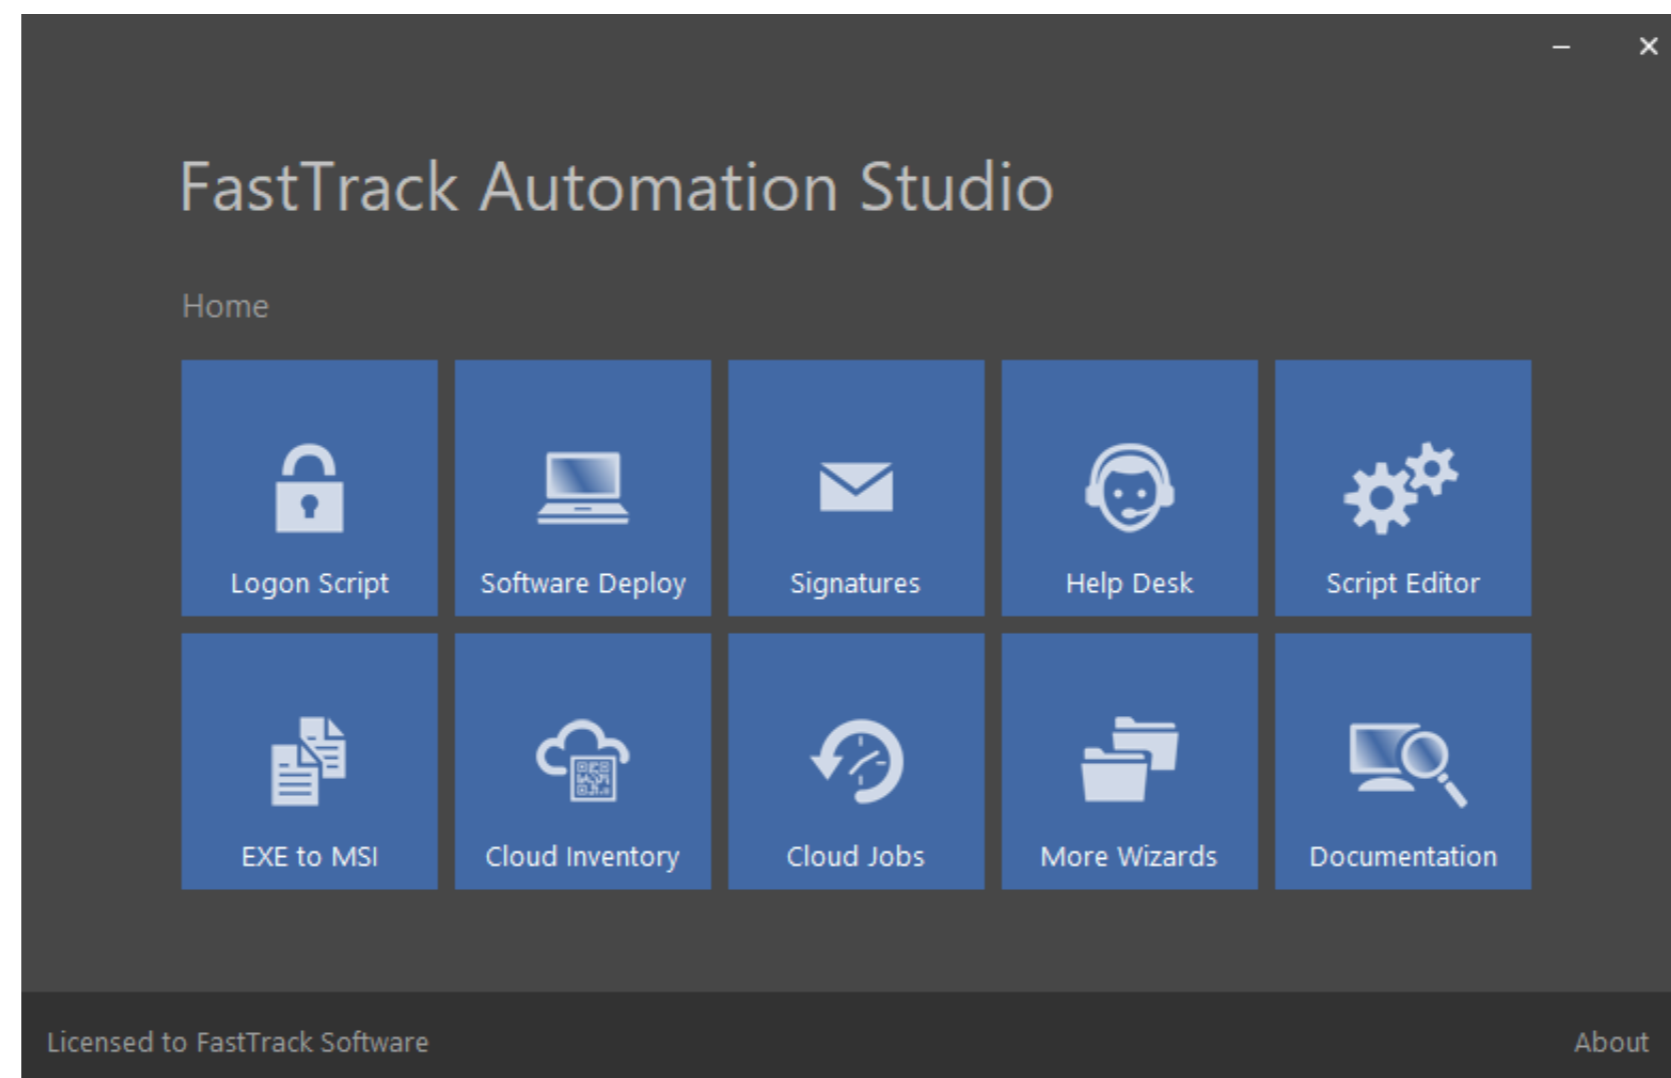 FastTrack Automation Studio
Home
Logon Script
Software Deploy
Signatures
Help Desk
Script Editor
EXE to MSI
Cloud Inventory
Cloud Jobs
More Wizards
Documentation
Licensed to FastTrack Software
About